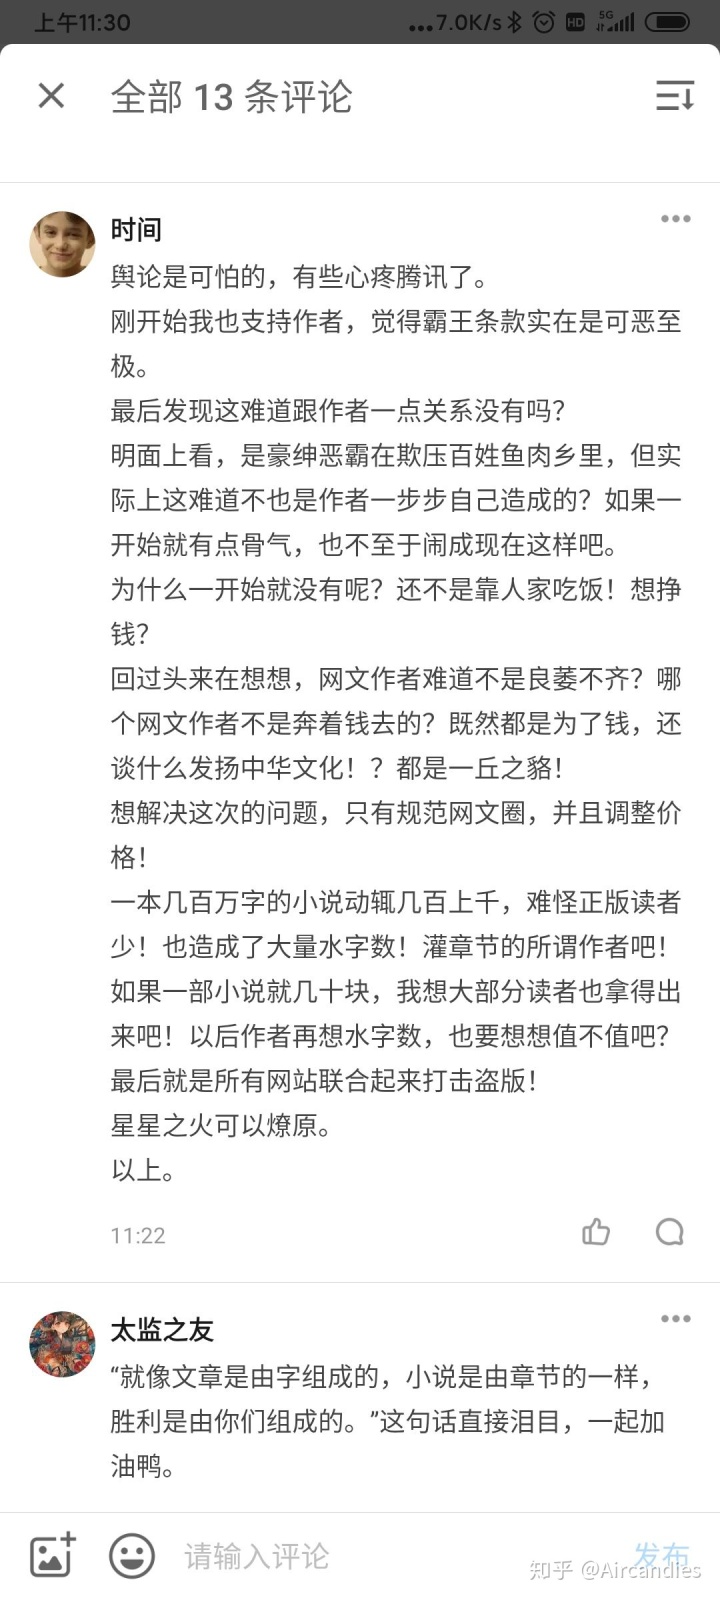 上午11:30
...7.0K/s
HD
5G
全部 13 条评论
时间
舆论是可怕的，有些心疼腾讯了。
刚开始我也支持作者，觉得霸王条款实在是可恶至
极。
最后发现这难道跟作者一点关系没有吗？
明面上看，是豪绅恶霸在欺压百姓鱼肉乡里，但实
际上这难道不也是作者一步步自己造成的？如果一
开始就有点骨气，也不至于闹成现在这样吧。
为什么一开始就没有呢？还不是靠人家吃饭！想挣
钱？
回过头来在想想，网文作者难道不是良萎不齐？哪
个网文作者不是奔着钱去的？既然都是为了钱，还
谈什么发扬中华文化！？都是一丘之貉！
想解决这次的问题，只有规范网文圈，并且调整价
格！
一本几百万字的小说动辄几百上千，难怪正版读者
少！也造成了大量水字数！灌章节的所谓作者吧！
如果一部小说就几十块，我想大部分读者也拿得出
来吧！以后作者再想水字数，也要想想值不值吧？
最后就是所有网站联合起来打击盗版！
星星之火可以燎原。
以上。
11:22
太监之友
“就像文章是由字组成的，小说是由章节的一样，
胜利是由你们组成的。”这句话直接泪目，一起加
油鸭。
请输入评论
发布
知乎 @Aircandies